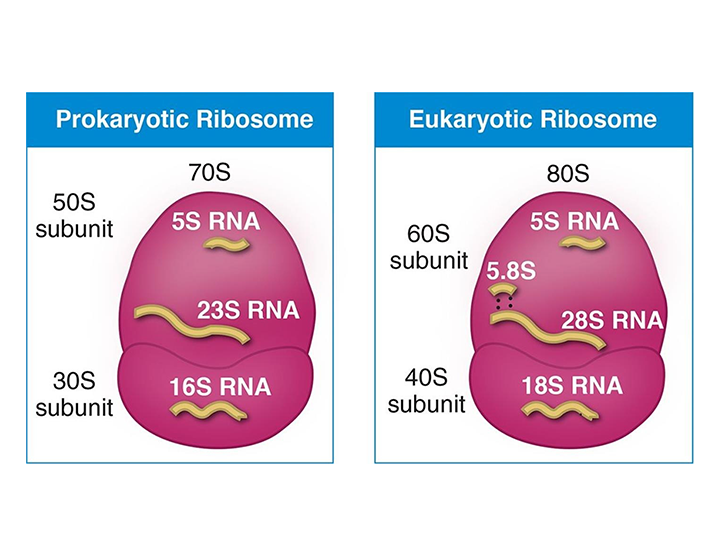 Prokaryotic Ribosome
70S
50S
subunit
5S RNA
23S RNA
30S
subunit
16S RNA
Eukaryotic Ribosome
80S
60S
subunit
5S RNA
5.8S
28S RNA
40S
subunit
18S RNA